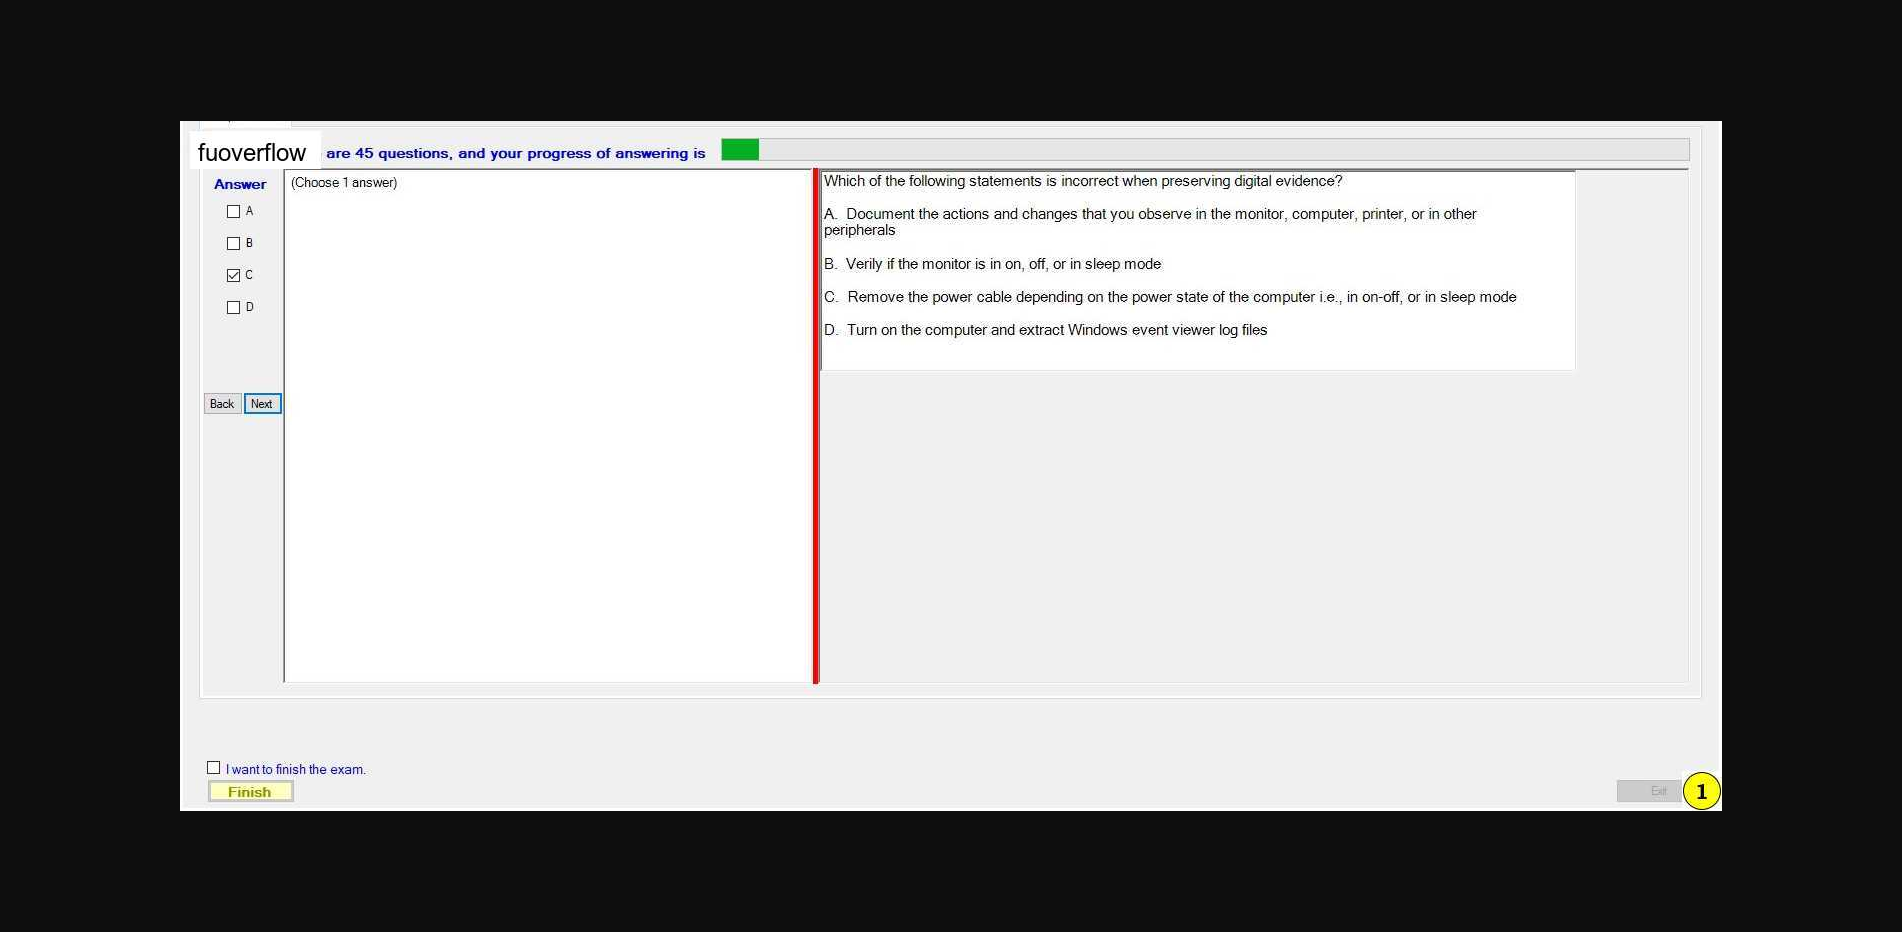 fuoverflow are 45 questions, and your progress of answering is
Answer
(Choose 1 answer)
A
B
C
D
Back Next
Which of the following statements is incorrect when preserving digital evidence?
A. Document the actions and changes that you observe in the monitor, computer, printer, or in other
peripherals
B. Verily if the monitor is in on, off, or in sleep mode
C. Remove the power cable depending on the power state of the computer i.e., in on-off, or in sleep mode
D. Turn on the computer and extract Windows event viewer log files
I want to finish the exam.
Finish
Exit
1